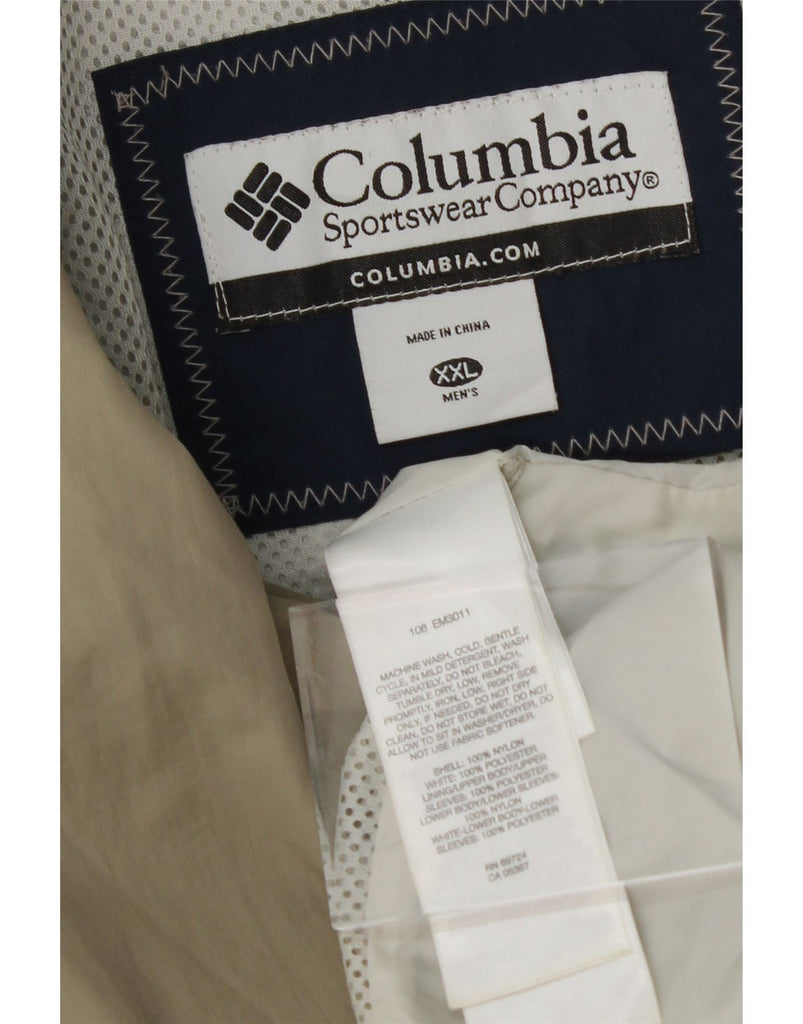 Columbia
Sportswear Company®
COLUMBIA.COM
MADE IN CHINA
XXL
MEN'S
106 EM3011
MACHINE WASH, COLD, GENTLE
CYCLE, IN MILD DETERGENT, WASH
SEPARATELY, DO NOT BLEACH,
TUMBLE DRY, LOW, REMOVE
PROMPTLY, IRON, LOW, RIGHT SIDE
ONLY, IF NEEDED, DO NOT DRY
CLEAN, DO NOT STORE WET, DO NOT
ALLOW TO SIT IN WASHER/DRYER, DO
NOT USE FABRIC SOFTENER.
SHELL: 100% NYLON
WHITE: 100% POLYESTER
LINING/UPPER BODY/UPPER
SLEEVES: 100% POLYESTER
LOWER BODY/LOWER SLEEVES:
100% NYLON
WHITE-LOWER BODY-LOWER
SLEEVES: 100% POLYESTER
RN 69724
CA 05367